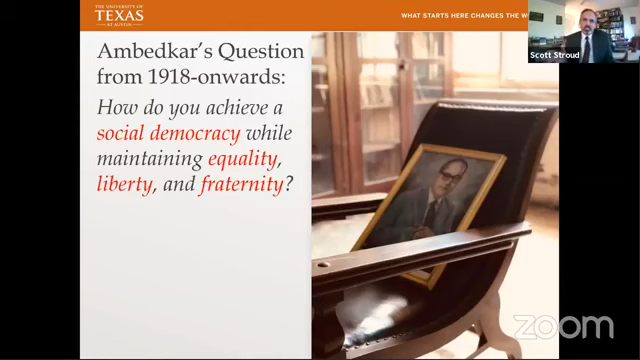 THE UNIVERSITY OF
TEXAS
AT AUSTIN
WHAT STARTS HERE CHANGES THE W
Scott Stroud
Ambedkar's Question
from 1918-onwards:
How do you achieve a
social democracy while
maintaining equality,
liberty, and fraternity?
zoom